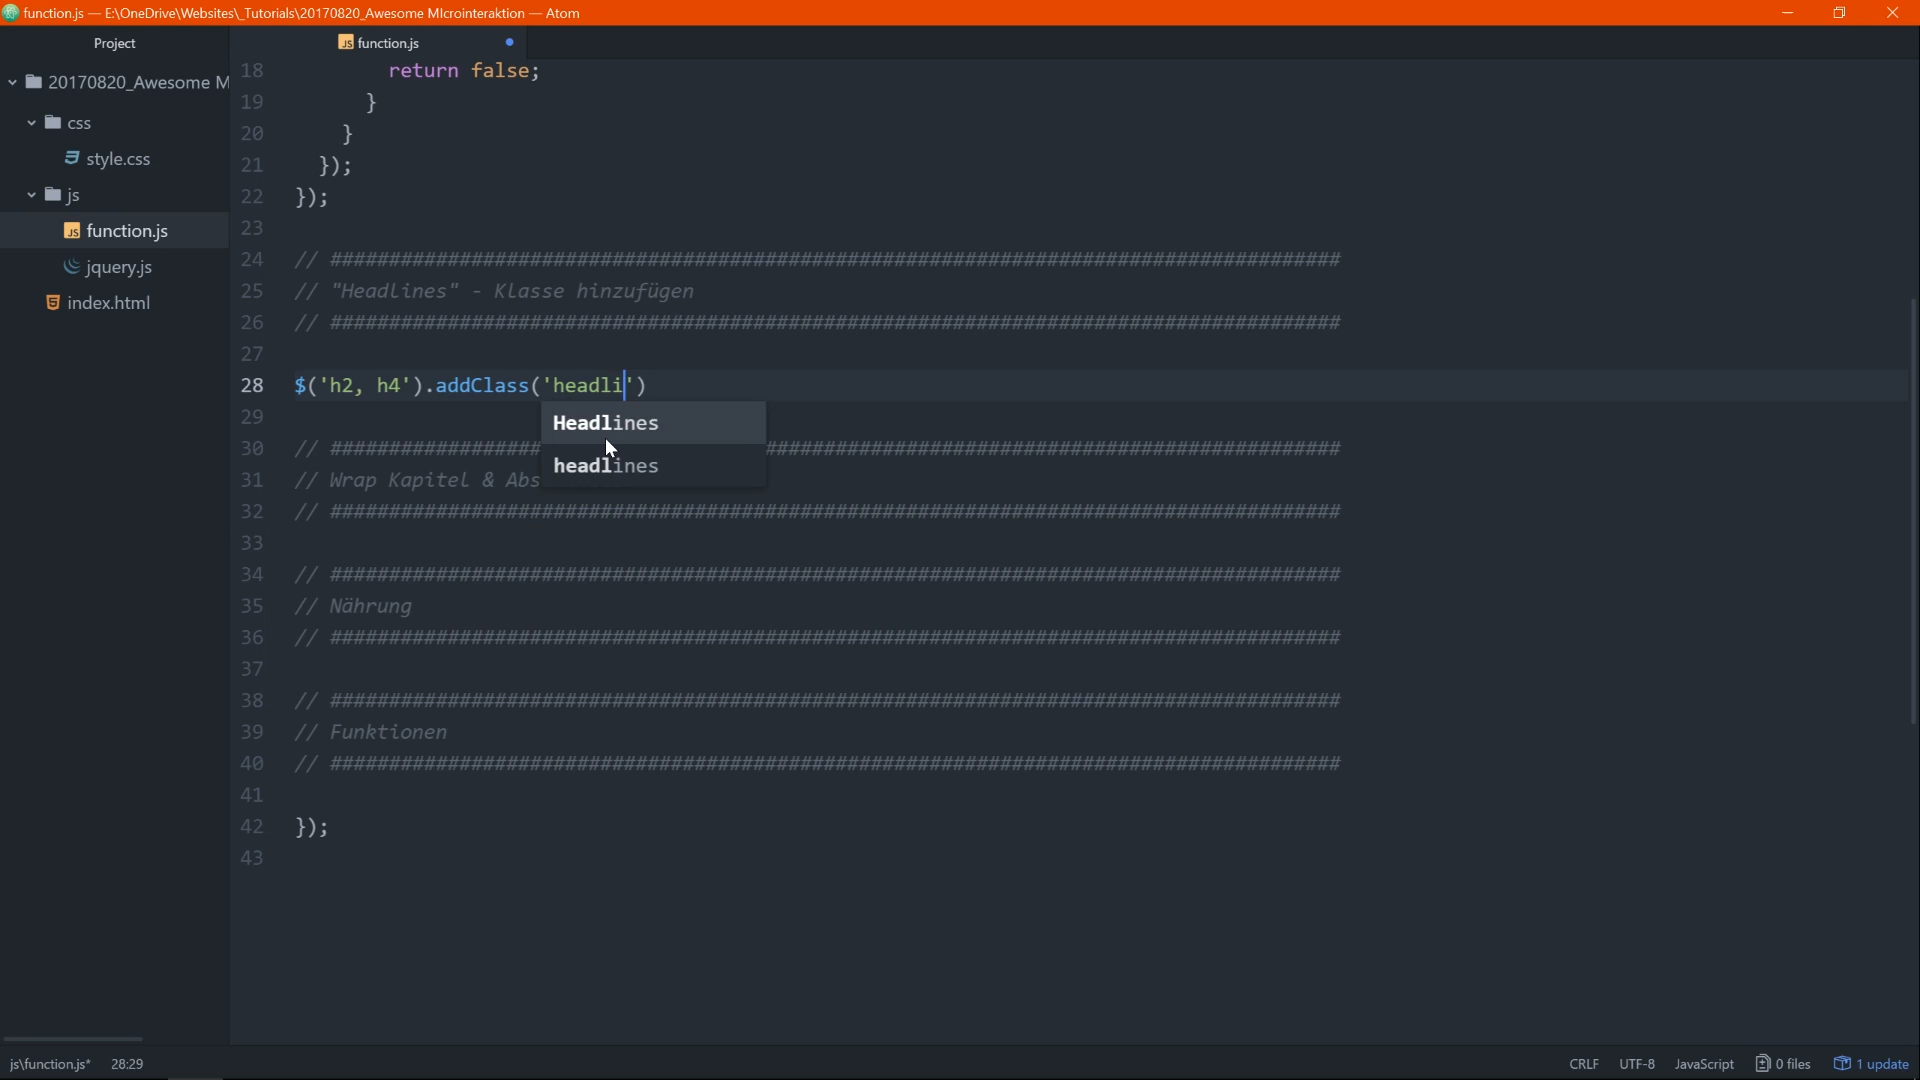 function.js — E:\OneDrive\Websites\_Tutorials\20170820_Awesome MIcrointeraktion — Atom
Project
function.js
20170820_Awesome M
css
style.css
js
function.js
jquery.js
index.html
18 return false;
19 }
20 }
21 });
22 });
23
24 // ######################################################################################
25 // "Headlines" - Klasse hinzufügen
26 // ######################################################################################
27
28 $('h2, h4').addClass('headli')
29
Headlines
30 // ######################################################################################
headlines
31 // Wrap Kapitel & Abs
32 // ######################################################################################
33
34 // ######################################################################################
35 // Nährung
36 // ######################################################################################
37
38 // ######################################################################################
39 // Funktionen
40 // ######################################################################################
41
42 });
43
js\function.js* 28:29 CRLF UTF-8 JavaScript 0 files 1 update